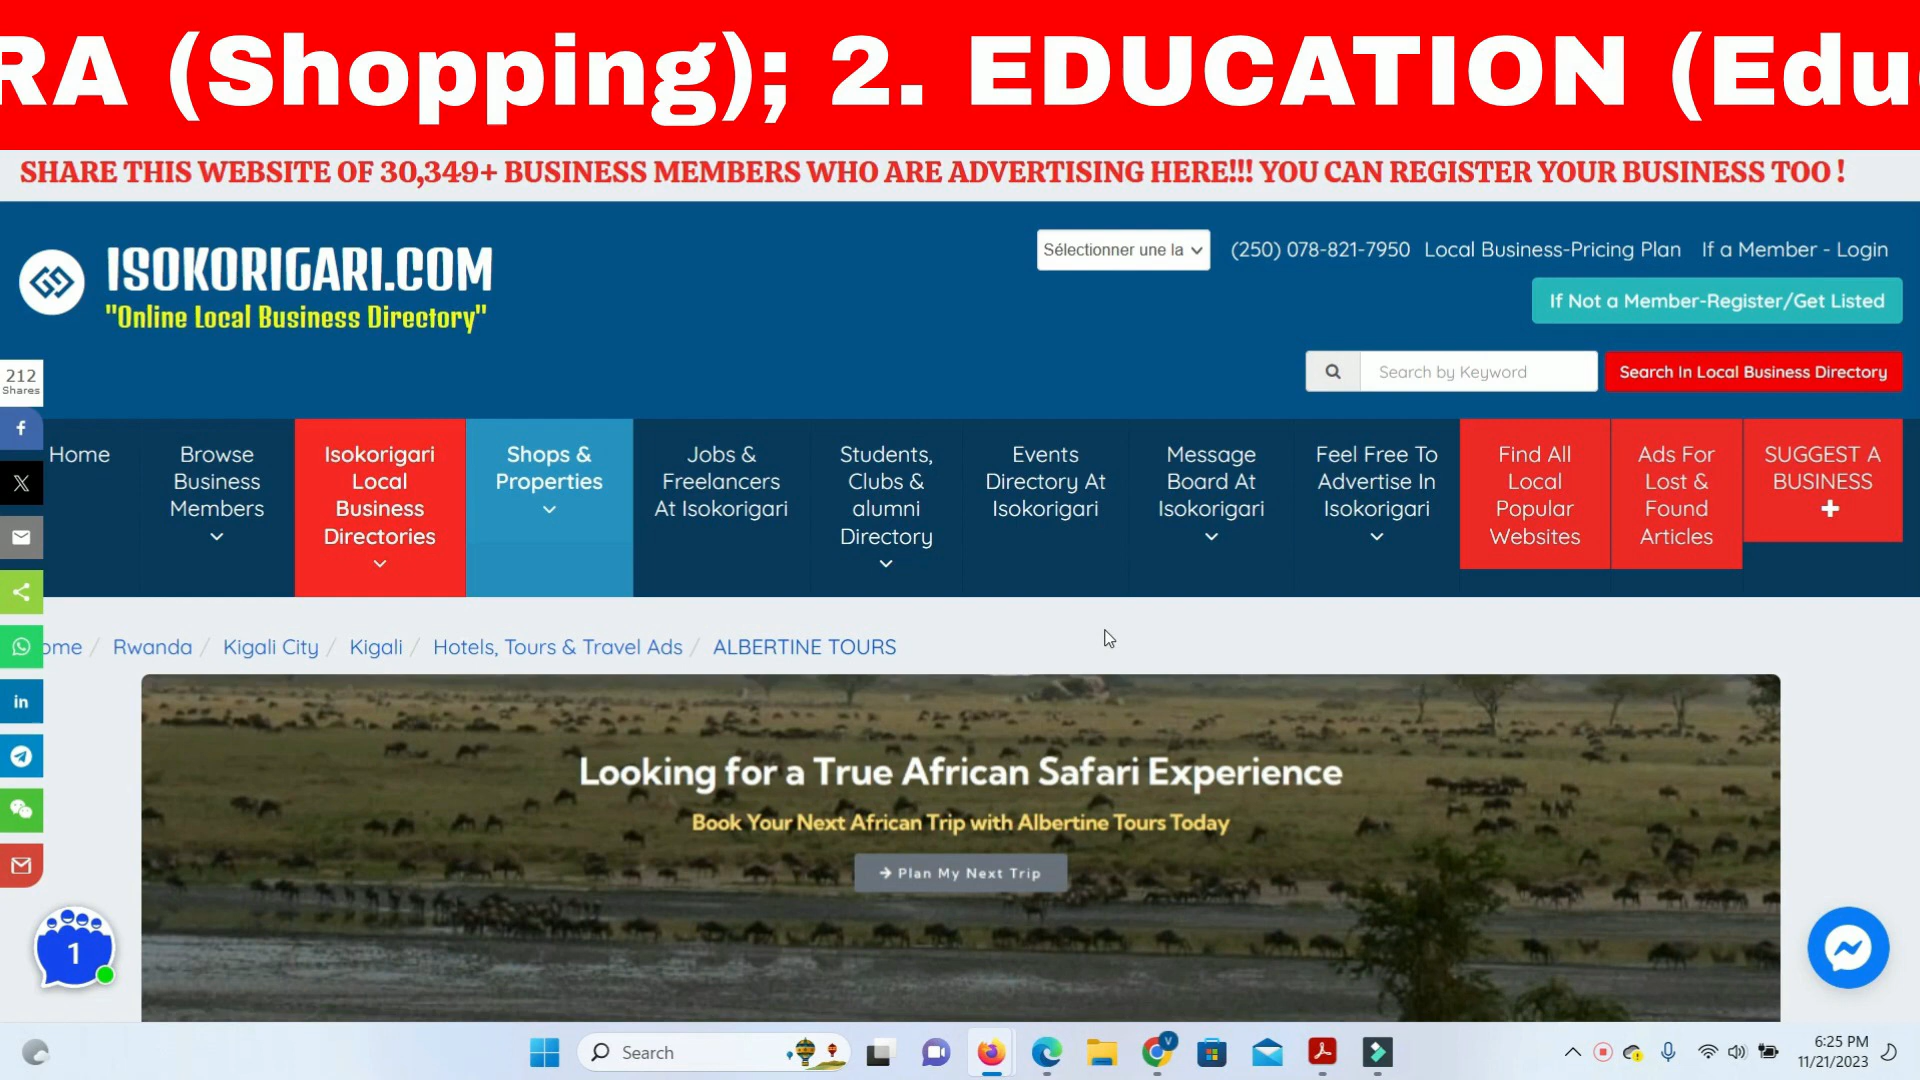 RA (Shopping); 2. EDUCATION (Edu
SHARE THIS WEBSITE OF 30,349+ BUSINESS MEMBERS WHO ARE ADVERTISING HERE!!! YOU CAN REGISTER YOUR BUSINESS TOO !
ISOKORIGARI.COM
"Online Local Business Directory"
Sélectionner une la
(250) 078-821-7950
Local Business-Pricing Plan
If a Member - Login
If Not a Member-Register/Get Listed
Search by Keyword
Search In Local Business Directory
212
Shares
Home
Browse
Business
Members
Isokorigari
Local
Business
Directories
Shops &
Properties
Jobs &
Freelancers
At Isokorigari
Students,
Clubs &
alumni
Directory
Events
Directory At
Isokorigari
Message
Board At
Isokorigari
Feel Free To
Advertise In
Isokorigari
Find All
Local
Popular
Websites
Ads For
Lost &
Found
Articles
SUGGEST A
BUSINESS
ome / Rwanda / Kigali City / Kigali / Hotels, Tours & Travel Ads / ALBERTINE TOURS
Looking for a True African Safari Experience
Book Your Next African Trip with Albertine Tours Today
→ Plan My Next Trip
1
Search
V
6:25 PM
11/21/2023